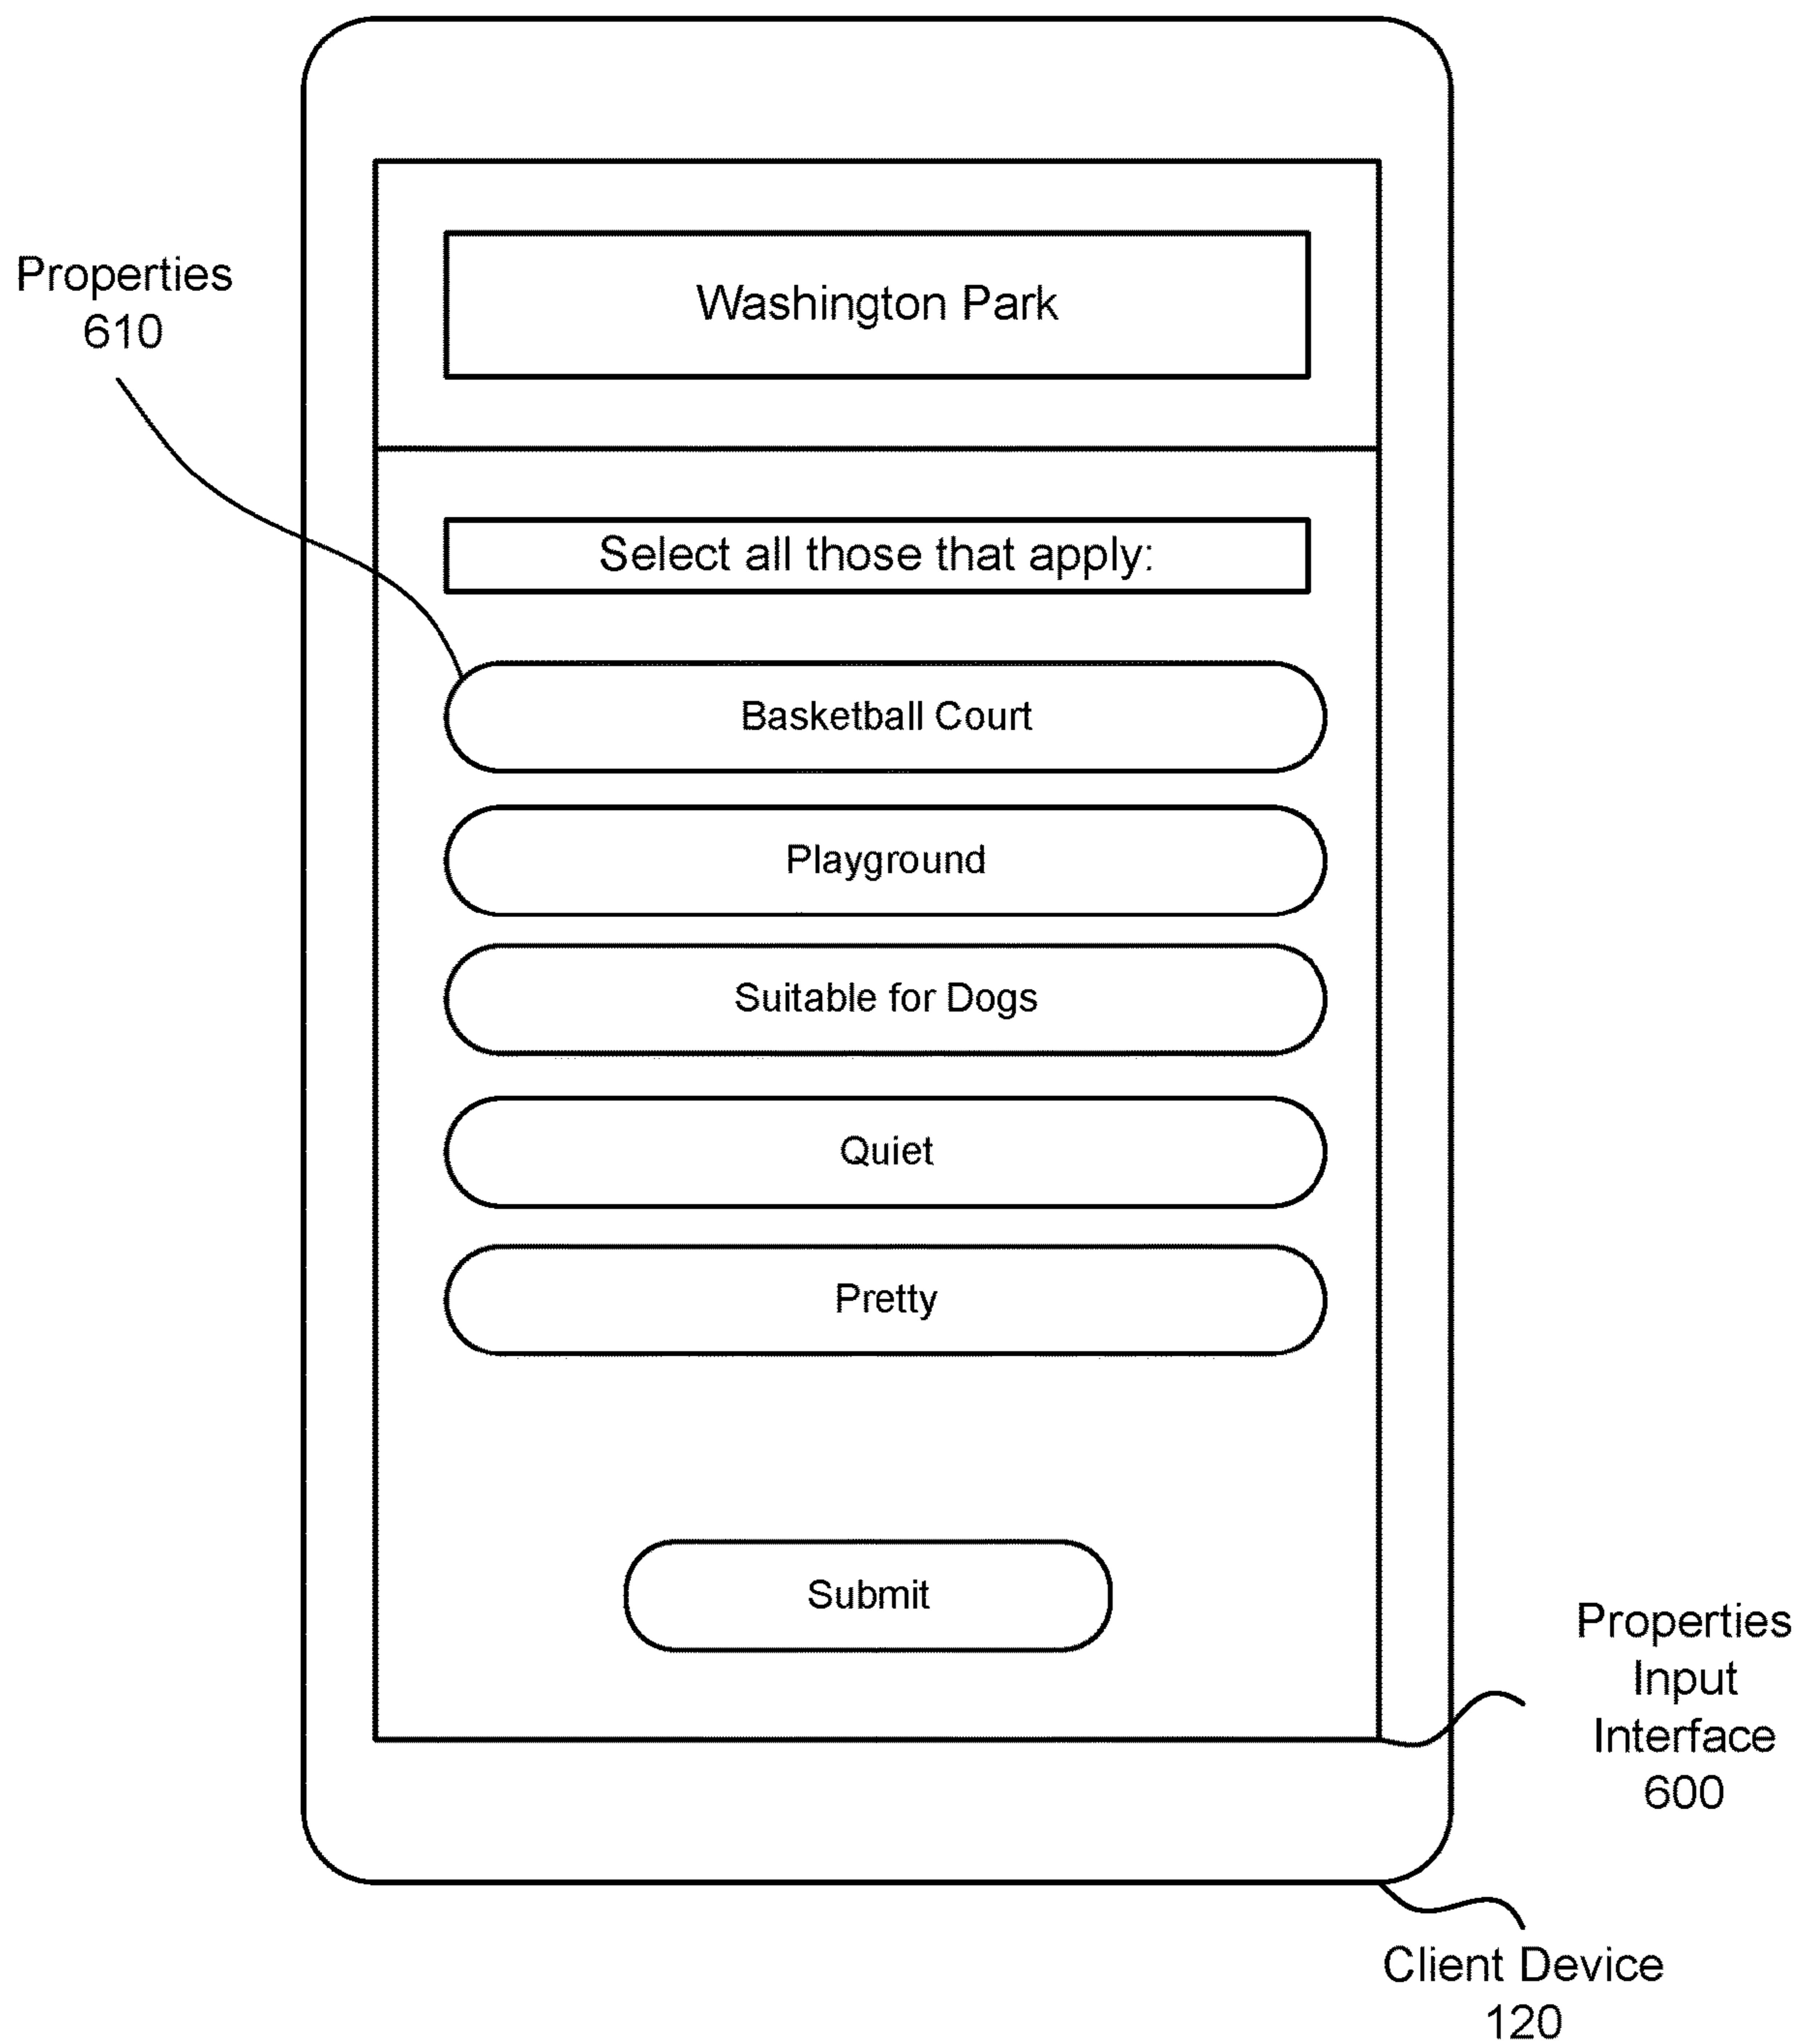 Properties
610
Washington Park
Select all those that apply:
Basketball Court
Playground
Suitable for Dogs
Quiet
Pretty
Submit
Properties
Input
Interface
600
Client Device
120